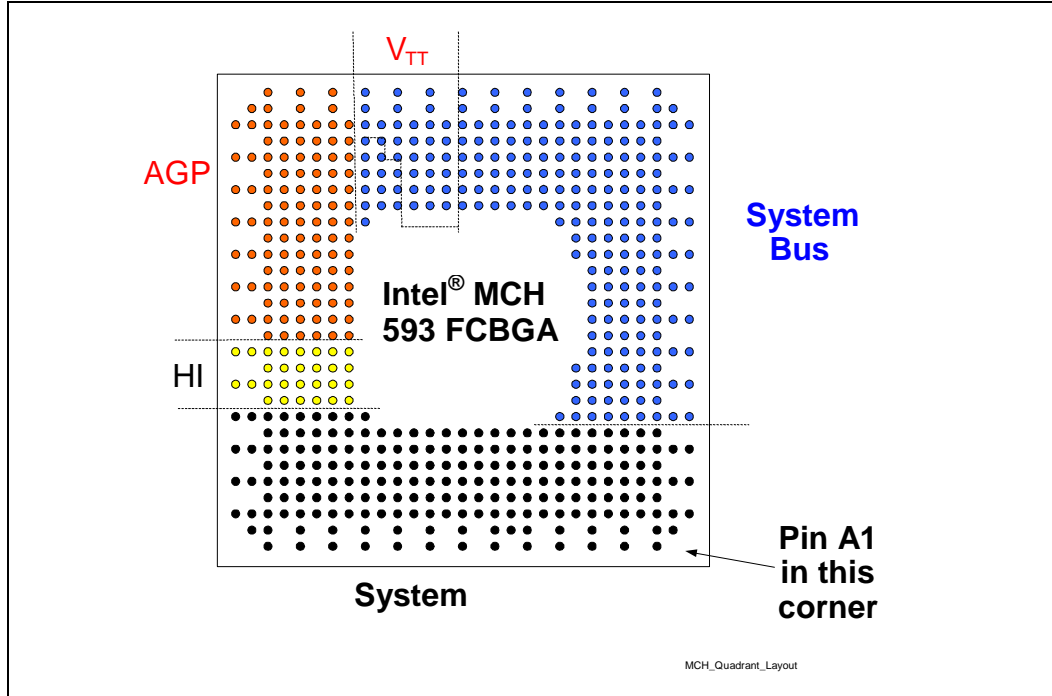 VTT
AGP
System
Bus
Intel® MCH
593 FCBGA
HI
Pin A1
in this
corner
System
MCH_Quadrant_Layout